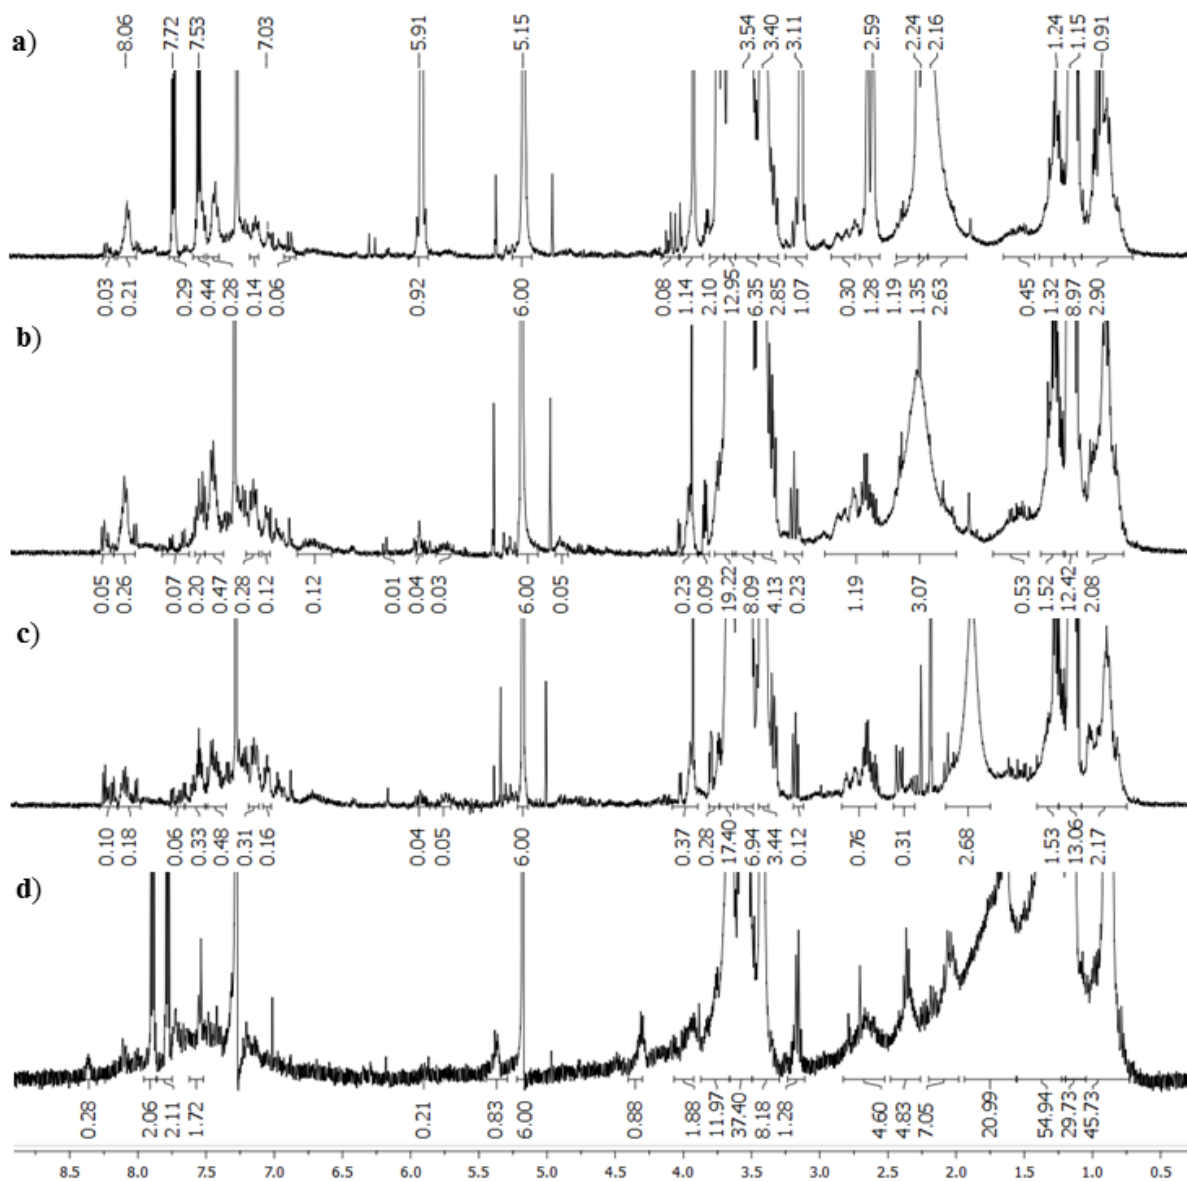 a) 8.06 7.72 7.53 7.03 5.91 5.15 3.54 3.40 3.11 2.59 2.24 2.16 1.24 1.15 0.91
0.03 0.21 0.29 0.44 0.28 0.14 0.06 0.92 6.00 0.08 1.14 2.10 12.95 6.35 2.85 1.07 0.30 1.28 1.19 1.35 2.63 0.45 1.32 8.97 2.90
b)
0.05 0.26 0.07 0.20 0.47 0.28 0.12 0.12 0.01 0.04 0.03 6.00 0.05 0.23 0.09 19.22 8.09 4.13 0.23 1.19 3.07 0.53 1.52 12.42 2.08
c)
0.10 0.18 0.06 0.33 0.48 0.31 0.16 0.04 0.05 6.00 0.37 0.28 17.40 6.94 3.44 0.12 0.76 0.31 2.68 1.53 13.06 2.17
d)
0.28 2.06 2.11 1.72 0.21 0.83 6.00 0.88 1.88 11.97 37.40 8.18 1.28 4.60 4.83 7.05 20.99 54.94 29.73 45.73
8.5 8.0 7.5 7.0 6.5 6.0 5.5 5.0 4.5 4.0 3.5 3.0 2.5 2.0 1.5 1.0 0.5